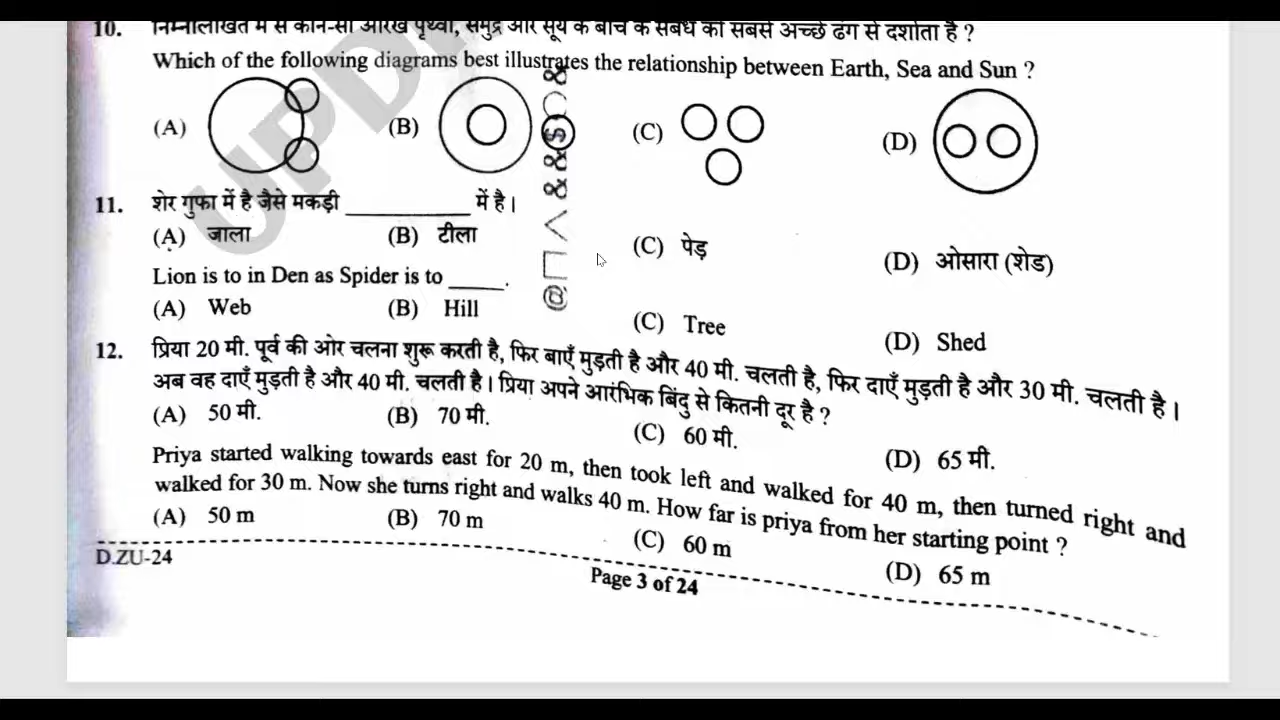 10. निम्नलिखित में से कौन-सा आरेख पृथ्वी, समुद्र और सूर्य के बीच के संबंध को सबसे अच्छे ढंग से दर्शाता है ?
Which of the following diagrams best illustrates the relationship between Earth, Sea and Sun ?
(A) (B) (C) (D)
11. शेर गुफा में है जैसे मकड़ी __________ में है।
(A) जाला (B) टीला (C) पेड़ (D) ओसारा (शेड)
Lion is to in Den as Spider is to _____.
(A) Web (B) Hill (C) Tree (D) Shed
12. प्रिया 20 मी. पूर्व की ओर चलना शुरू करती है, फिर बाएँ मुड़ती है और 40 मी. चलती है, फिर दाएँ मुड़ती है और 30 मी. चलती है।
अब वह दाएँ मुड़ती है और 40 मी. चलती है। प्रिया अपने आरंभिक बिंदु से कितनी दूर है ?
(A) 50 मी. (B) 70 मी. (C) 60 मी. (D) 65 मी.
Priya started walking towards east for 20 m, then took left and walked for 40 m, then turned right and
walked for 30 m. Now she turns right and walks 40 m. How far is priya from her starting point ?
(A) 50 m (B) 70 m (C) 60 m (D) 65 m
D.ZU-24
Page 3 of 24